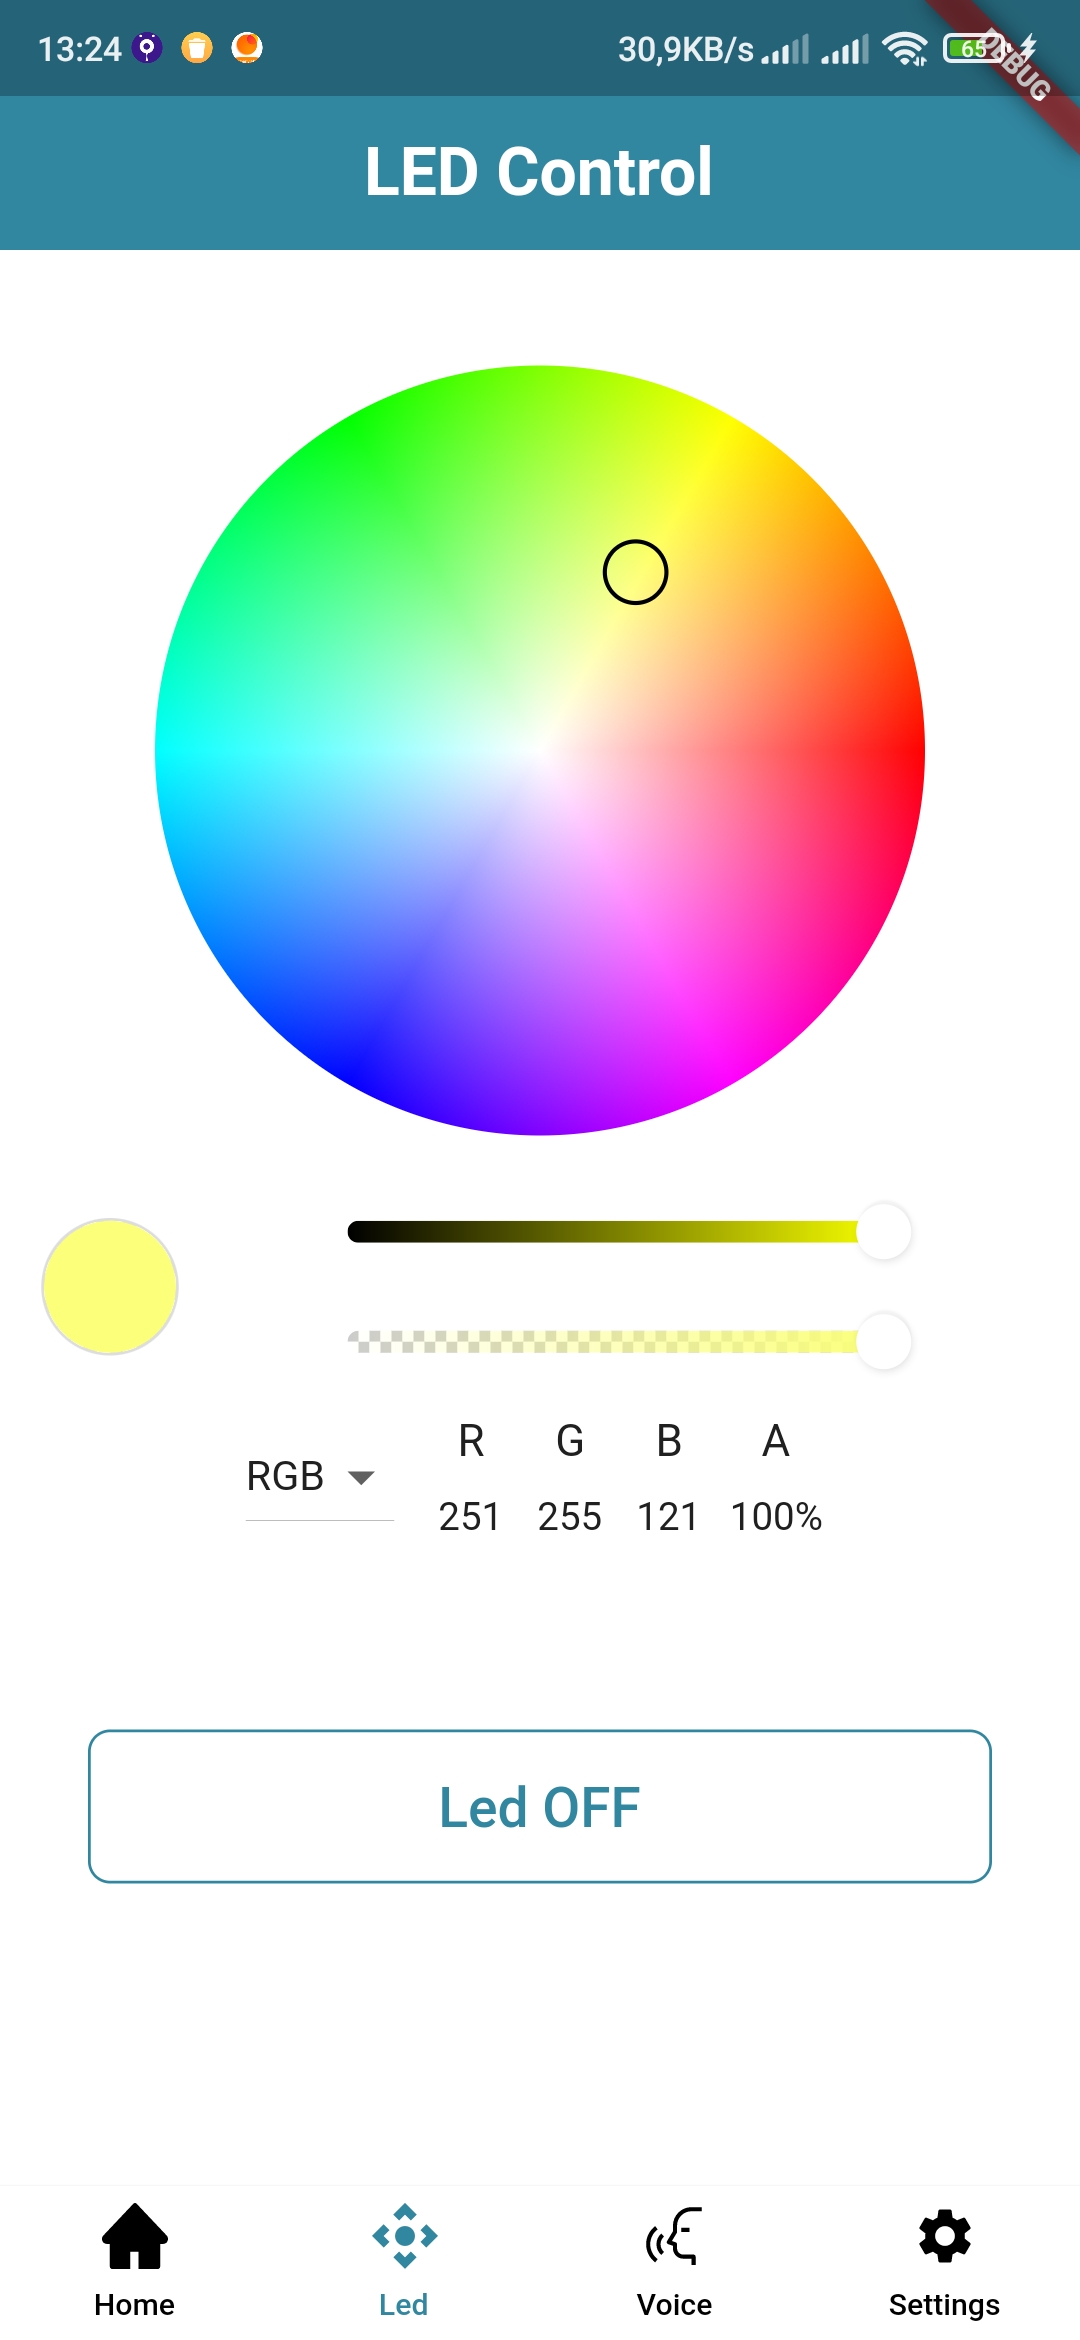 13:24 30,9KB/s 65
DEBUG
LED Control
R G B A
RGB
251 255 121 100%
Led OFF
Home Led Voice Settings